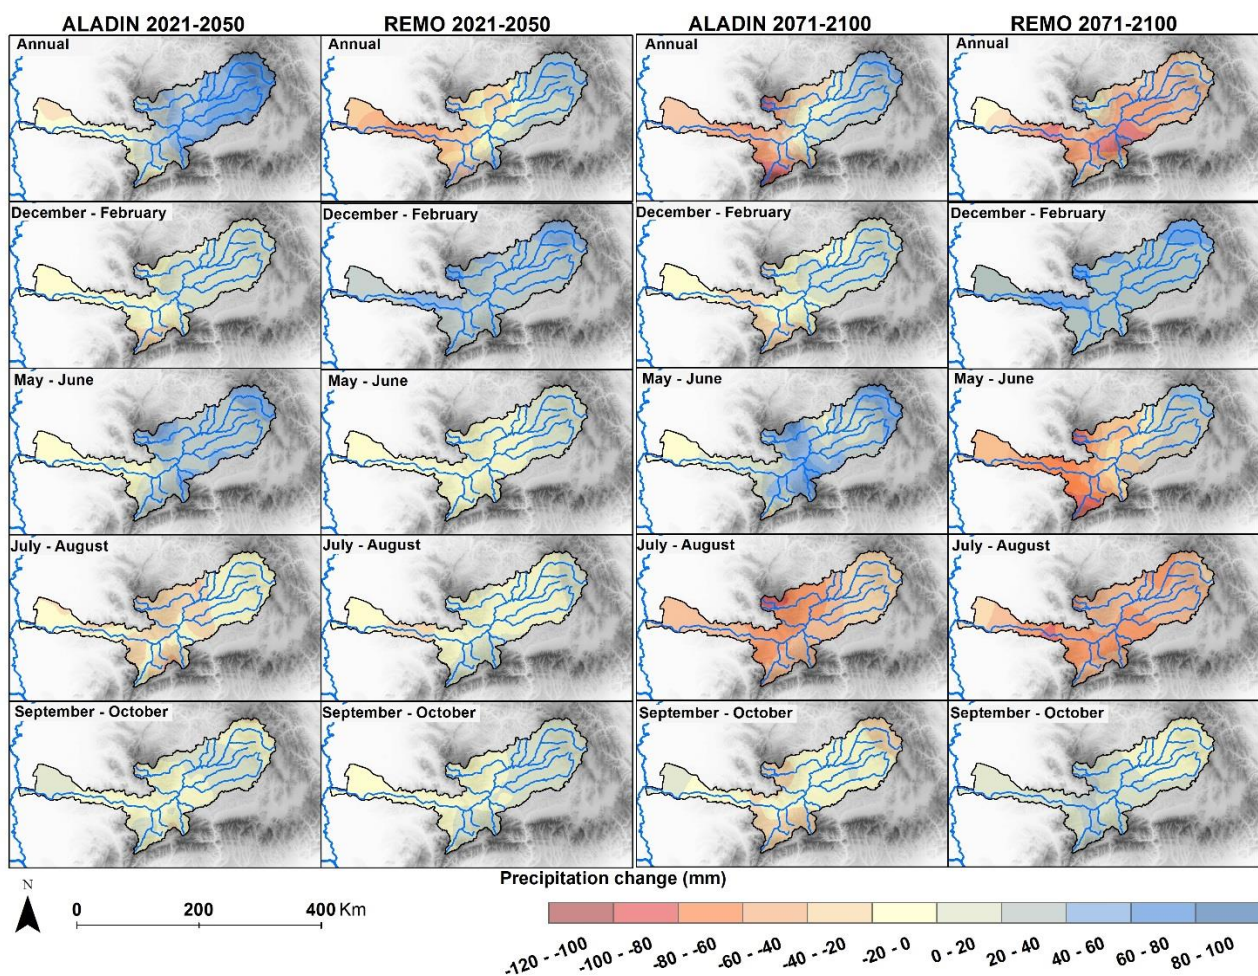 ALADIN 2021-2050 REMO 2021-2050 ALADIN 2071-2100 REMO 2071-2100
Annual Annual Annual Annual
December - February December - February December - February December - February
May - June May - June May - June May - June
July - August July - August July - August July - August
September - October September - October September - October September - October
Precipitation change (mm)
N
0 200 400 Km
-120 - -100 -100 - -80 -80 - -60 -60 - -40 -40 - -20 -20 - 0 0 - 20 20 - 40 40 - 60 60 - 80 80 - 100